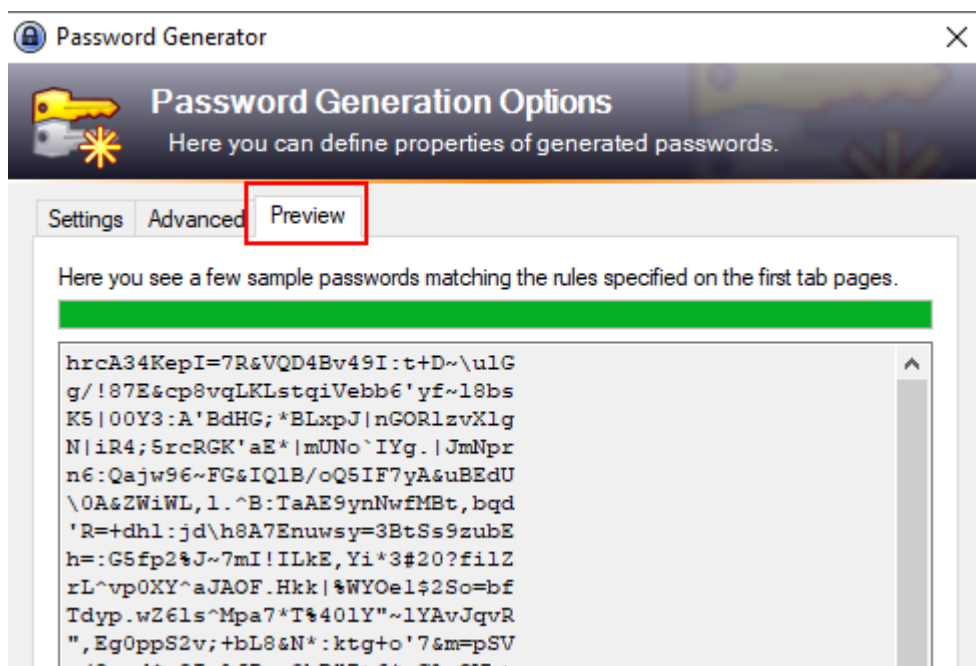 Password Generator
Password Generation Options
Here you can define properties of generated passwords.
Settings Advanced Preview
Here you see a few sample passwords matching the rules specified on the first tab pages.
hrcA34KepI=7R&VQD4Bv49I:t+D~\ulG
g/!87E&cp8vqLKLstqiVebb6'yf~l8bs
K5|00Y3:A'BdHG;*BLxpJ|nGORlzvXlg
N|iR4;5rcRGK'aE*|mUNo`IYg.|JmNpr
n6:Qajw96~FG&IQlB/oQ5IF7yA&uBEdU
\0A&ZWiWL,l.^B:TaAE9ynNwfMBt,bqd
'R=+dhl:jd\h8A7Enuwsy=3BtSs9zubE
h=:G5fp2%J~7mI!ILkE,Yi*3#20?filZ
rL^vp0XY^aJAOF.Hkk|%WYOel$2So=bf
Tdyp.wZ6ls^Mpa7*T%40lY"~lYAvJqvR
",Eg0ppS2v;+bL8&N*:ktg+o'7&m=pSV